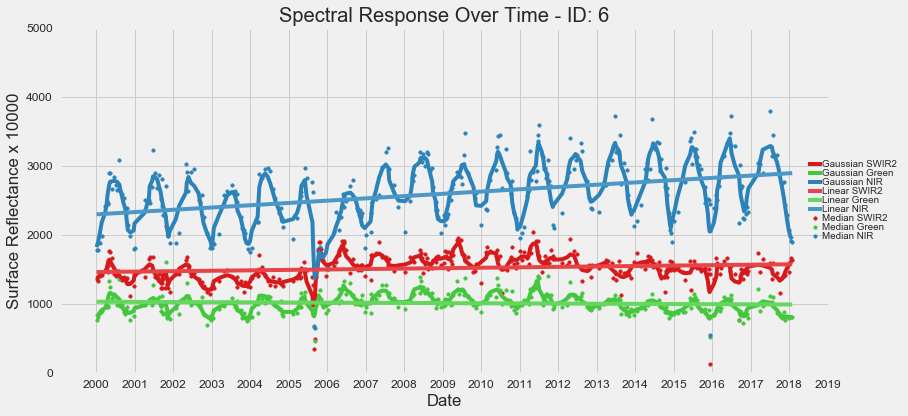 Spectral Response Over Time - ID: 6
Surface Reflectance x 10000
5000
4000
3000
2000
1000
0
Gaussian SWIR2
Gaussian Green
Gaussian NIR
Linear SWIR2
Linear Green
Linear NIR
Median SWIR2
Median Green
Median NIR
2000 2001 2002 2003 2004 2005 2006 2007 2008 2009 2010 2011 2012 2013 2014 2015 2016 2017 2018 2019
Date